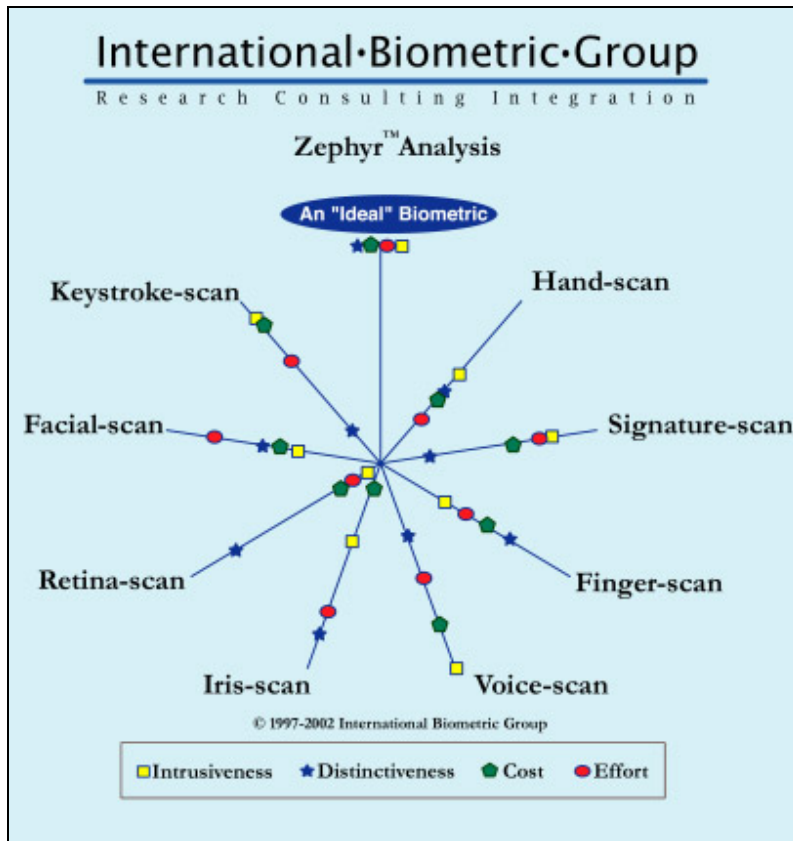 International·Biometric·Group
Research Consulting Integration
Zephyr™ Analysis
An "Ideal" Biometric
Keystroke-scan
Hand-scan
Facial-scan
Signature-scan
Retina-scan
Finger-scan
Iris-scan
Voice-scan
© 1997-2002 International Biometric Group
Intrusiveness Distinctiveness Cost Effort